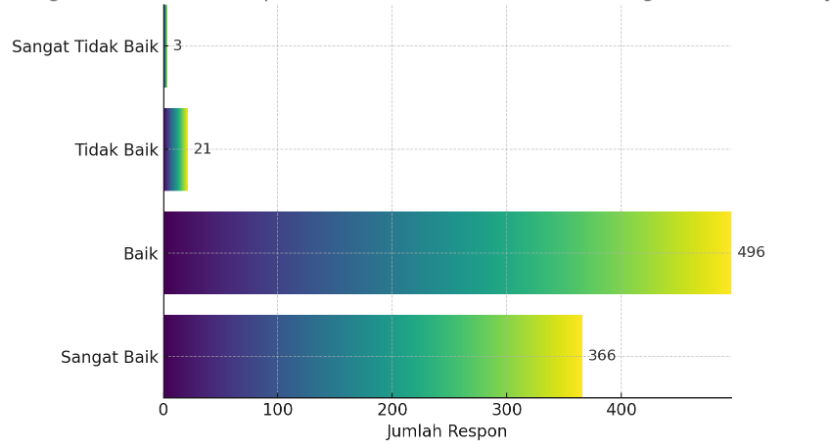 Sangat Tidak Baik 3
Tidak Baik 21
Baik 496
Sangat Baik 366
0 100 200 300 400
Jumlah Respon